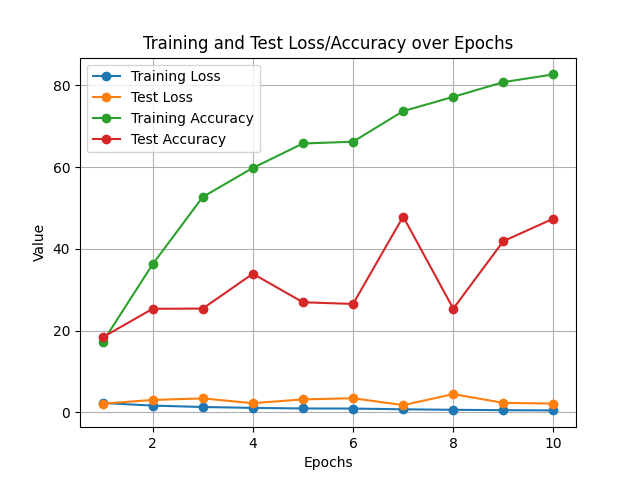 Training and Test Loss/Accuracy over Epochs
Training Loss
Test Loss
Training Accuracy
Test Accuracy
Value
80
60
40
20
0
2 4 6 8 10
Epochs